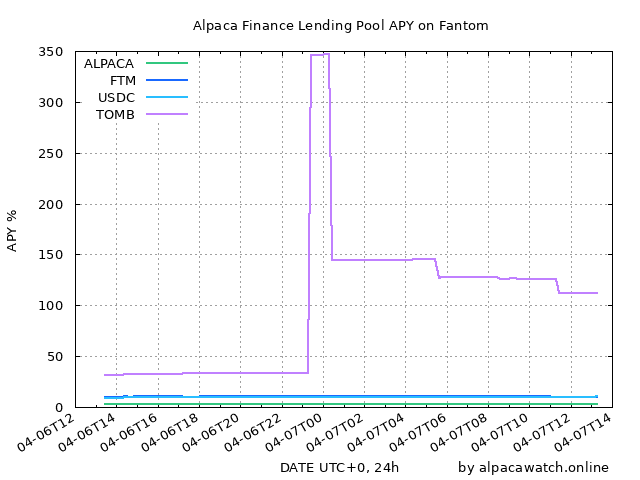 Alpaca Finance Lending Pool APY on Fantom
350
300
250
200
150
100
50
0
APY %
ALPACA
FTM
USDC
TOMB
04-06T12
04-06T14
04-06T16
04-06T18
04-06T20
04-06T22
04-07T00
04-07T02
04-07T04
04-07T06
04-07T08
04-07T10
04-07T12
04-07T14
DATE UTC+0, 24h
by alpacawatch.online